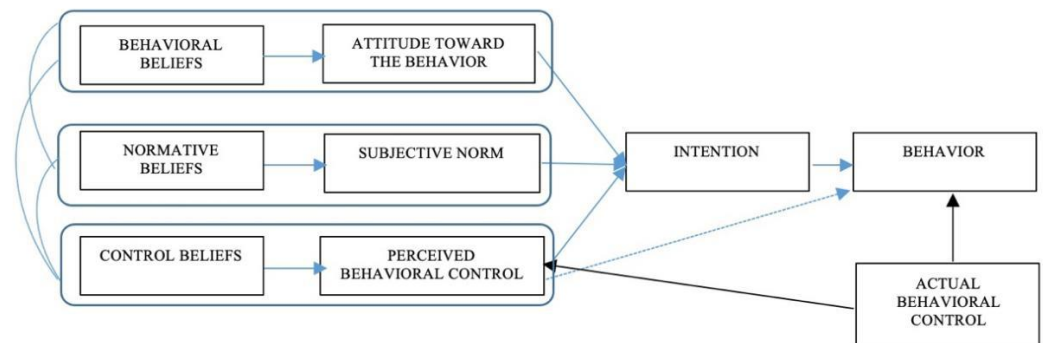 BEHAVIORAL
BELIEFS
ATTITUDE TOWARD
THE BEHAVIOR
NORMATIVE
BELIEFS
SUBJECTIVE NORM
INTENTION
BEHAVIOR
CONTROL BELIEFS
PERCEIVED
BEHAVIORAL CONTROL
ACTUAL
BEHAVIORAL
CONTROL